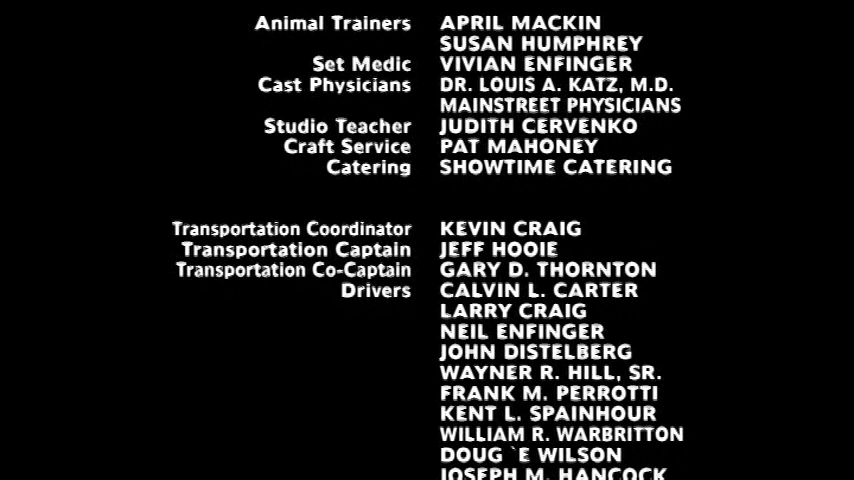 Animal Trainers APRIL MACKIN
SUSAN HUMPHREY
Set Medic VIVIAN ENFINGER
Cast Physicians DR. LOUIS A. KATZ, M.D.
MAINSTREET PHYSICIANS
Studio Teacher JUDITH CERVENKO
Craft Service PAT MAHONEY
Catering SHOWTIME CATERING
Transportation Coordinator KEVIN CRAIG
Transportation Captain JEFF HOOIE
Transportation Co-Captain GARY D. THORNTON
Drivers CALVIN L. CARTER
LARRY CRAIG
NEIL ENFINGER
JOHN DISTELBERG
WAYNER R. HILL, SR.
FRANK M. PERROTTI
KENT L. SPAINHOUR
WILLIAM R. WARBRITTON
DOUG `E WILSON
JOSEPH M. HANCOCK